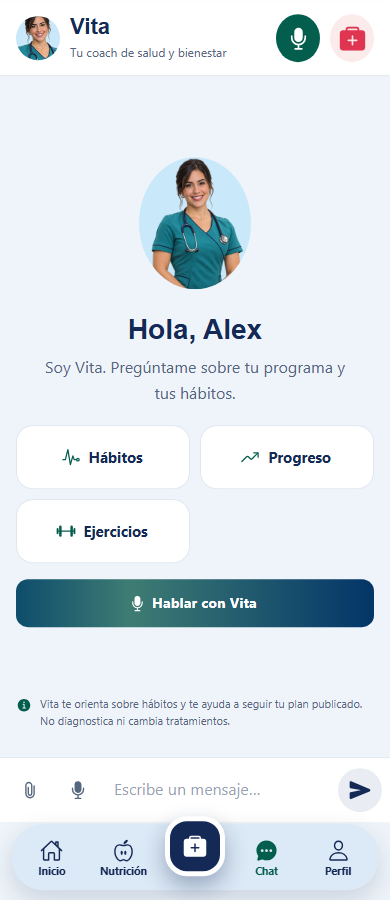 Vita
Tu coach de salud y bienestar
Hola, Alex
Soy Vita. Pregúntame sobre tu programa y
tus hábitos.
Hábitos
Progreso
Ejercicios
Hablar con Vita
Vita te orienta sobre hábitos y te ayuda a seguir tu plan publicado.
No diagnostica ni cambia tratamientos.
Escribe un mensaje...
Inicio
Nutrición
Chat
Perfil